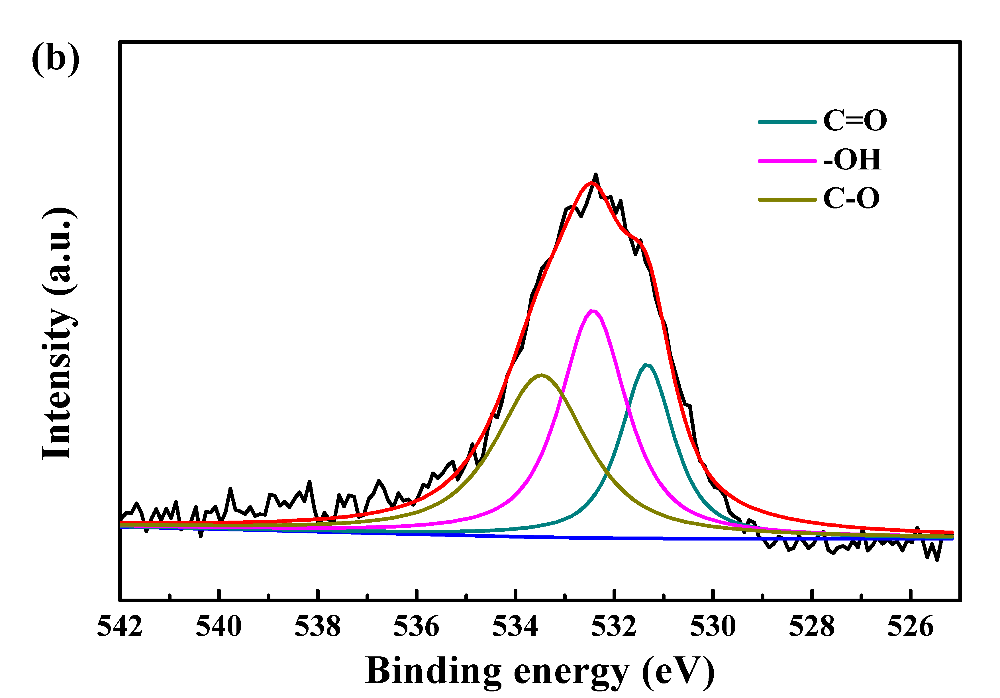 (b)
C=O
-OH
C-O
Intensity (a.u.)
542 540 538 536 534 532 530 528 526
Binding energy (eV)